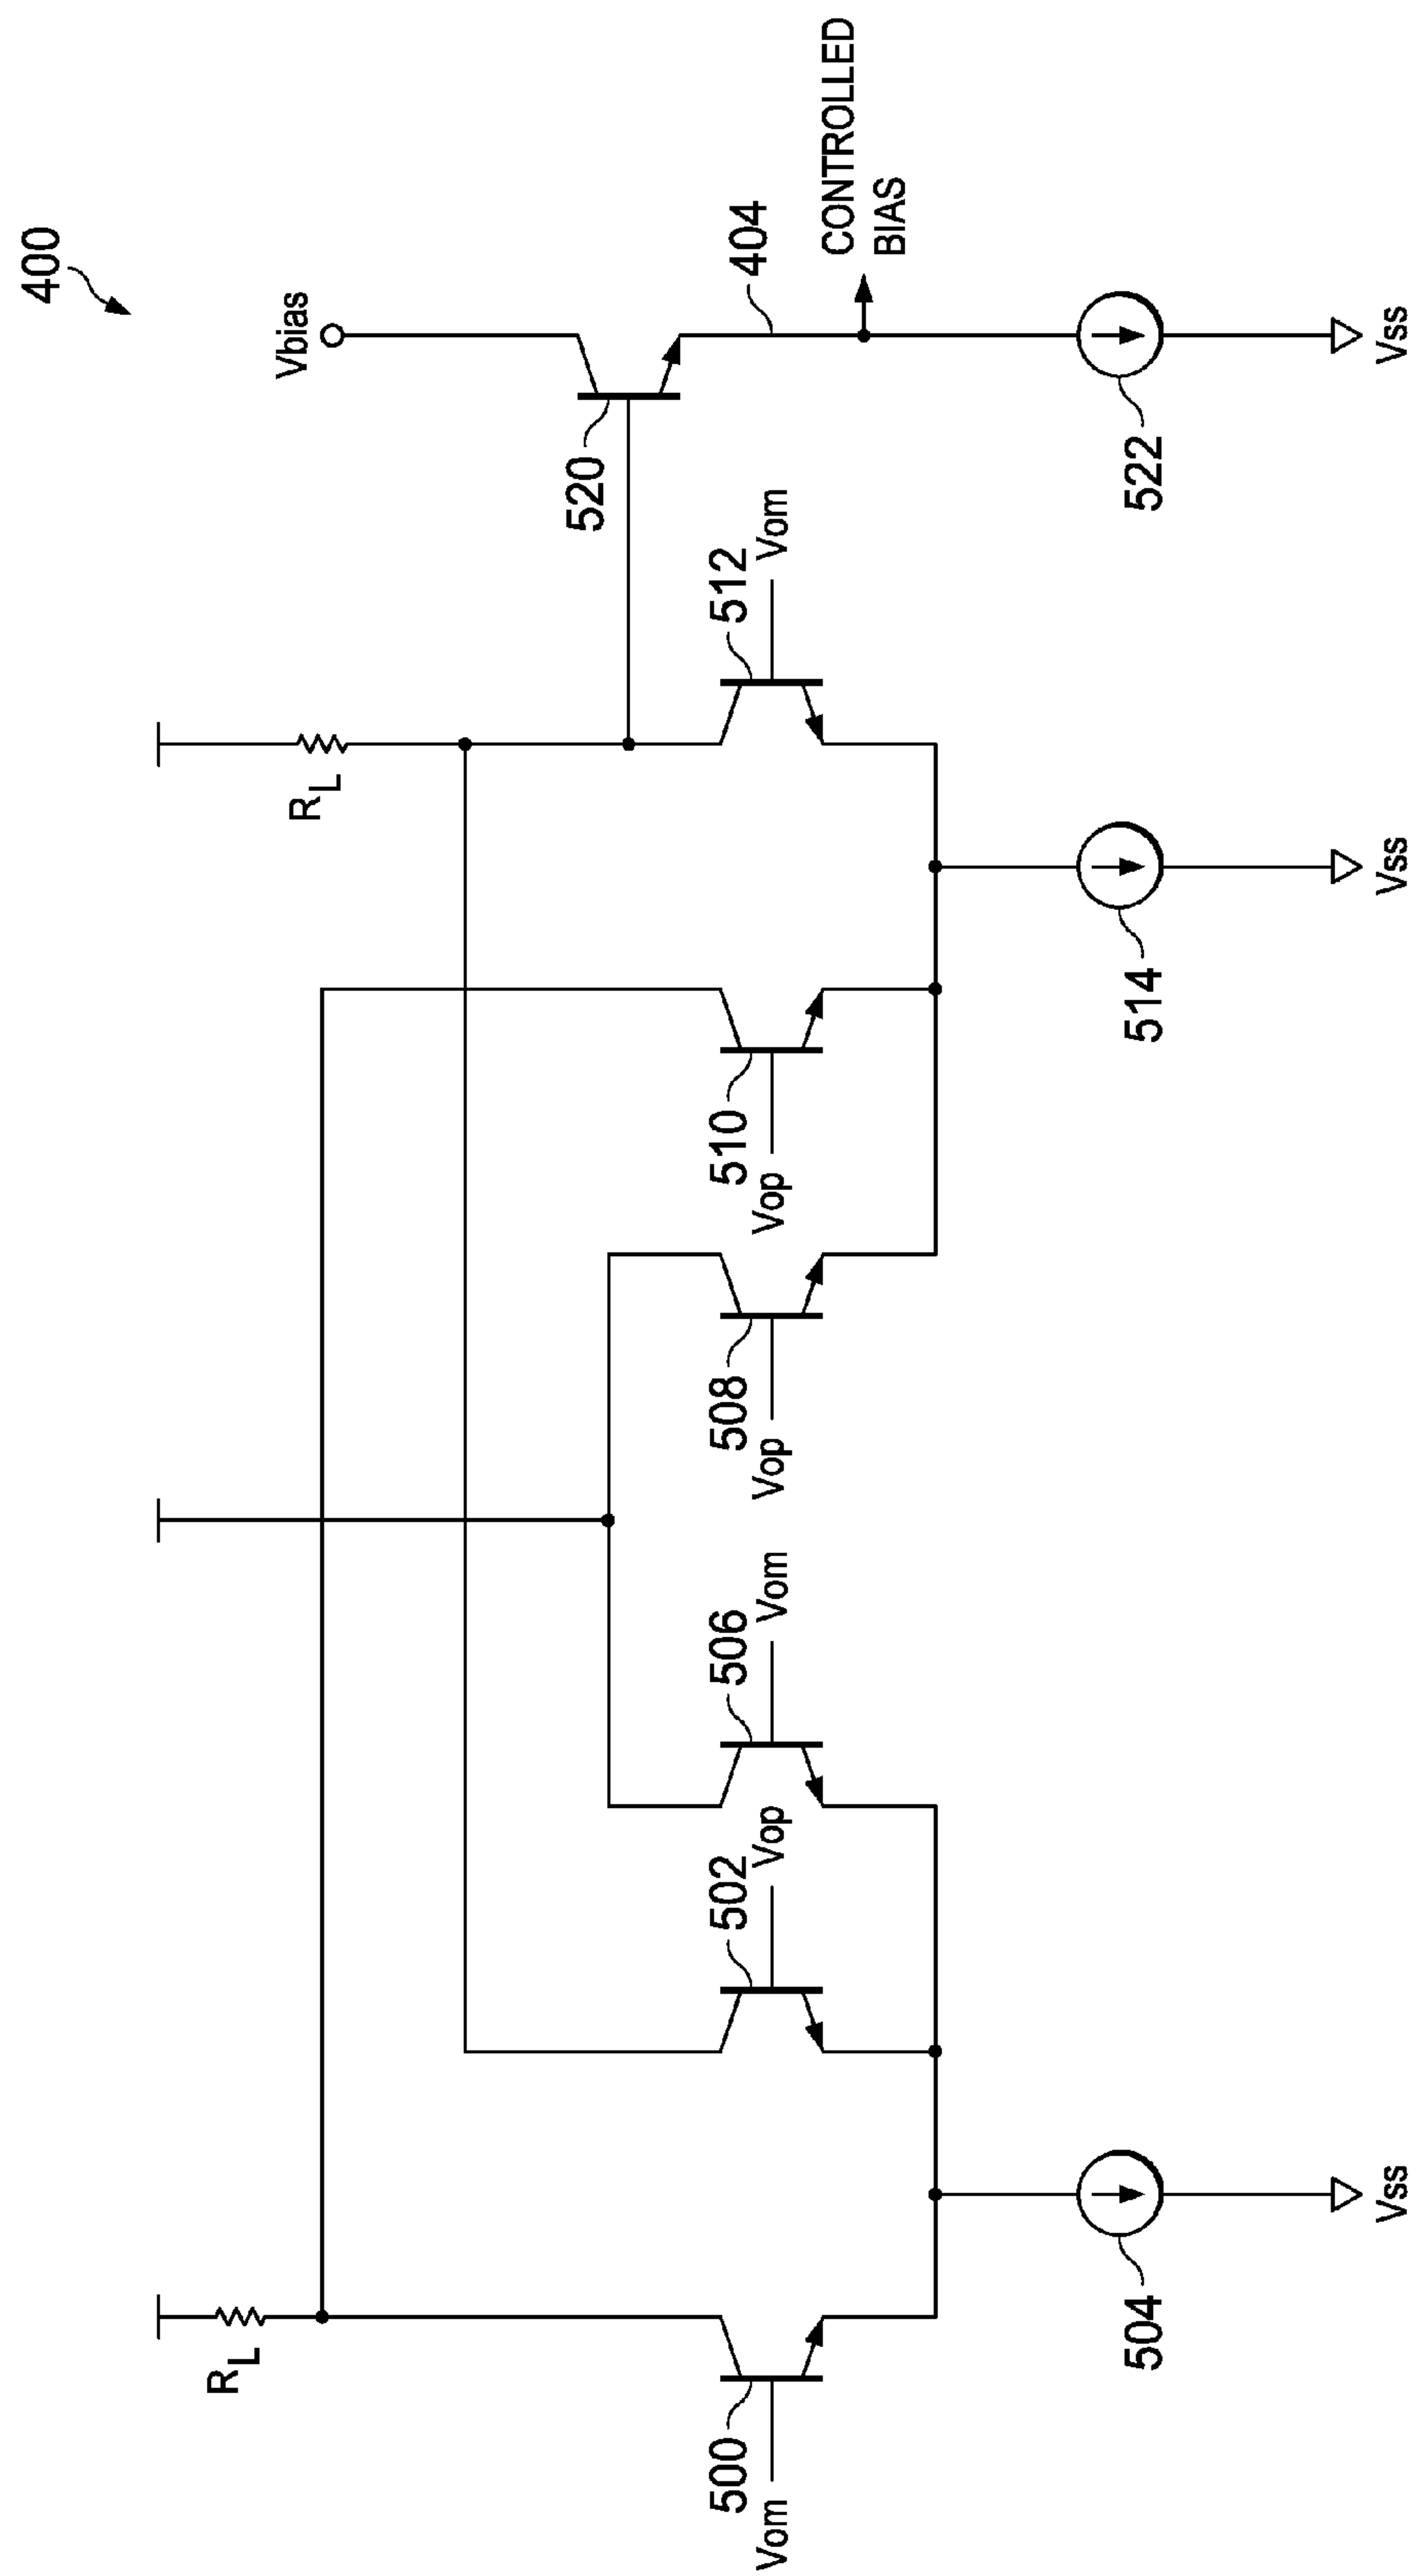 400
Vbias
CONTROLLED
BIAS
404
520
522
Vss
RL
512
Vom
514
Vss
510
Vop
508
Vop
506
Vom
502
Vop
504
Vss
RL
500
Vom